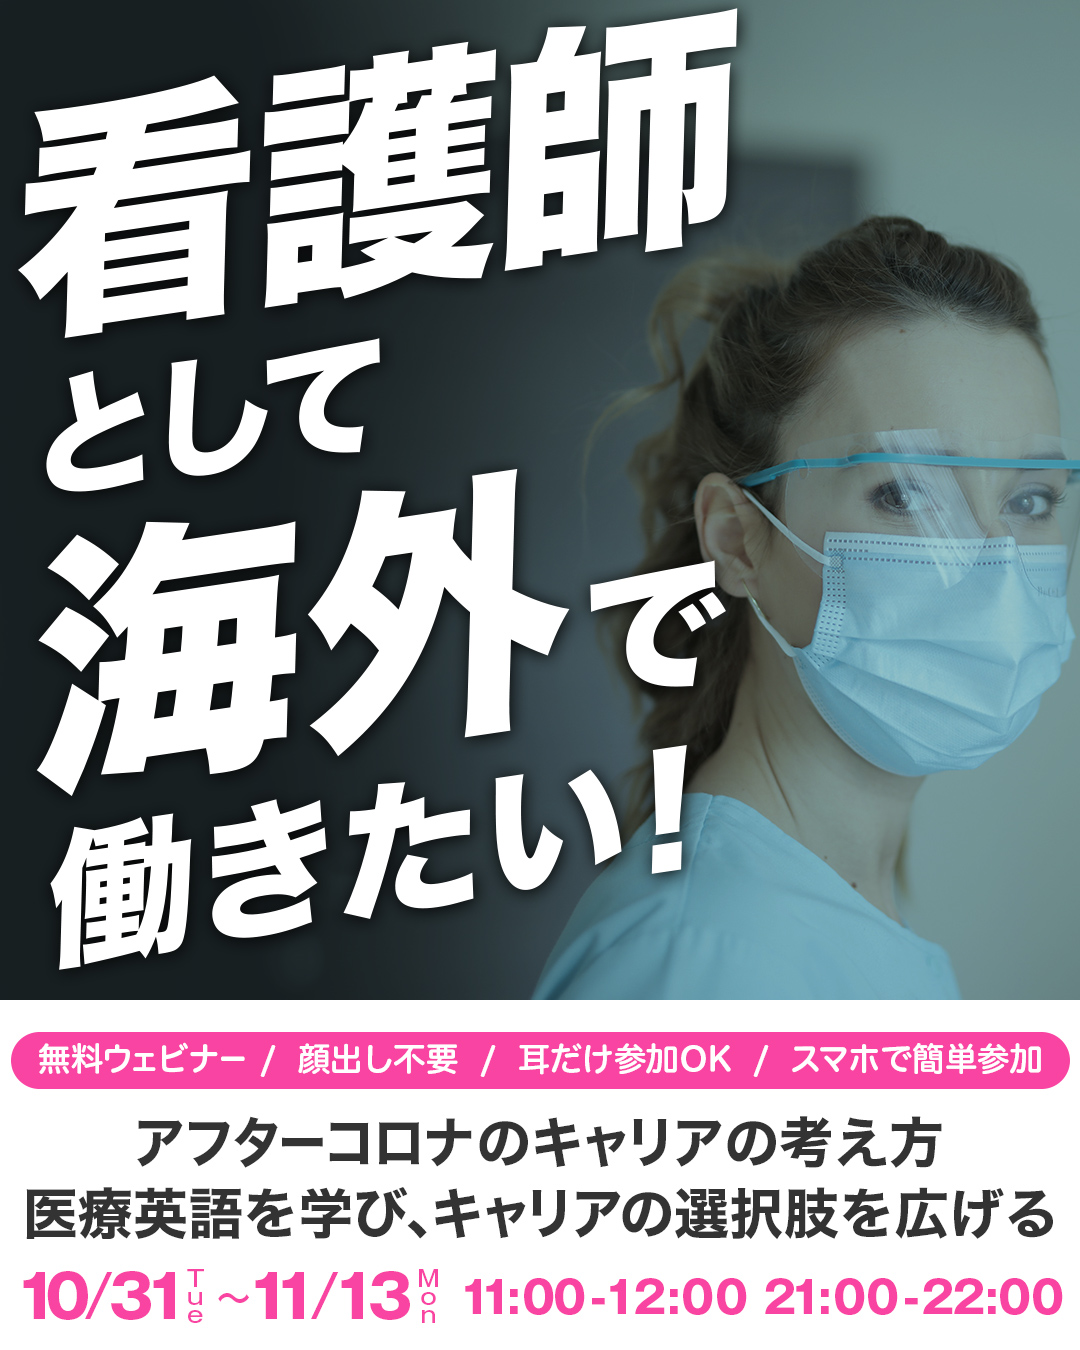 看護師
として
海外で
働きたい！
無料ウェビナー / 顔出し不要 / 耳だけ参加OK / スマホで簡単参加
アフターコロナのキャリアの考え方
医療英語を学び、キャリアの選択肢を広げる
10/31 Tue 〜 11/13 Mon 11:00-12:00 21:00-22:00